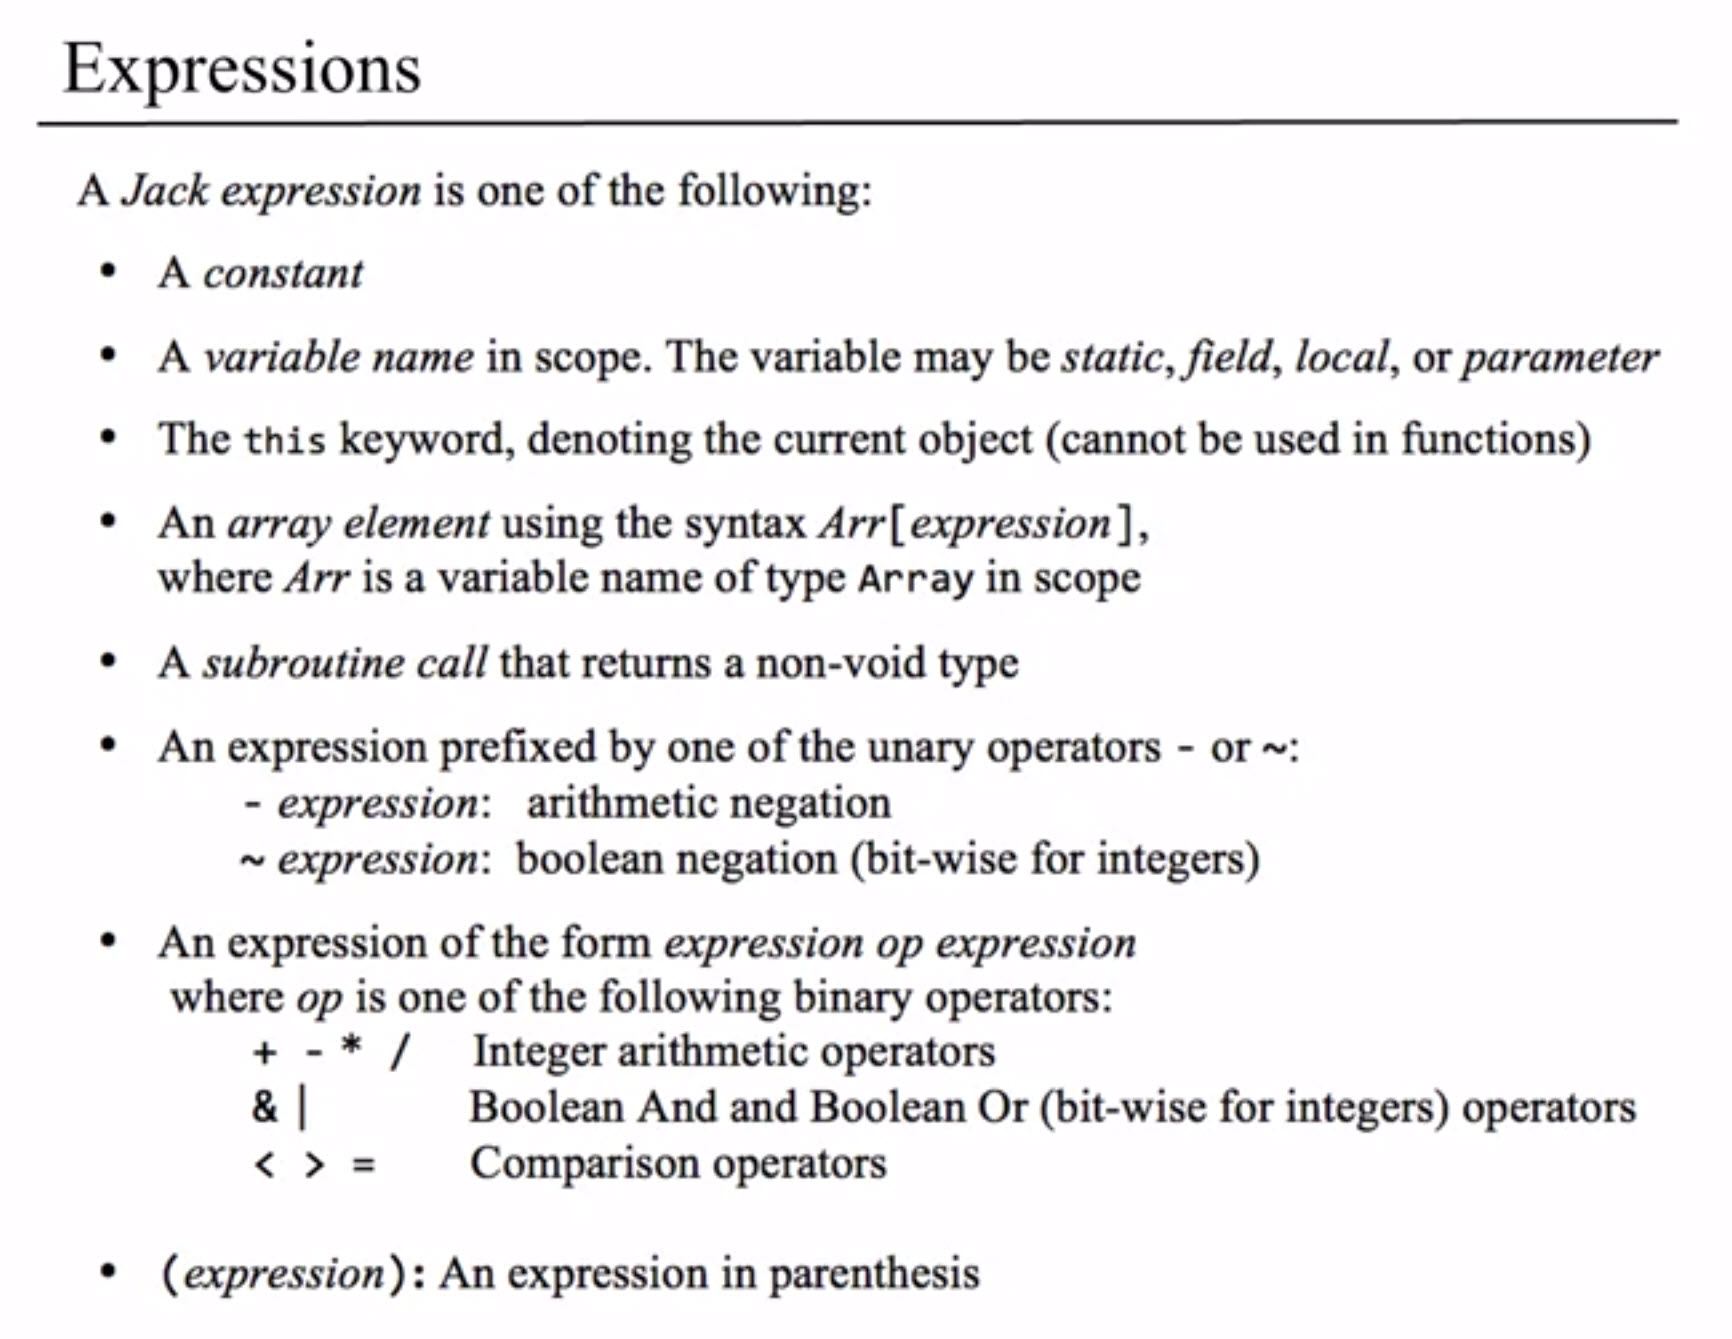 Expressions
A Jack expression is one of the following:
• A constant
• A variable name in scope. The variable may be static, field, local, or parameter
• The this keyword, denoting the current object (cannot be used in functions)
• An array element using the syntax Arr[expression],
where Arr is a variable name of type Array in scope
• A subroutine call that returns a non-void type
• An expression prefixed by one of the unary operators - or ~:
- expression: arithmetic negation
~ expression: boolean negation (bit-wise for integers)
• An expression of the form expression op expression
where op is one of the following binary operators:
+ - * / Integer arithmetic operators
& | Boolean And and Boolean Or (bit-wise for integers) operators
< > = Comparison operators
• (expression): An expression in parenthesis